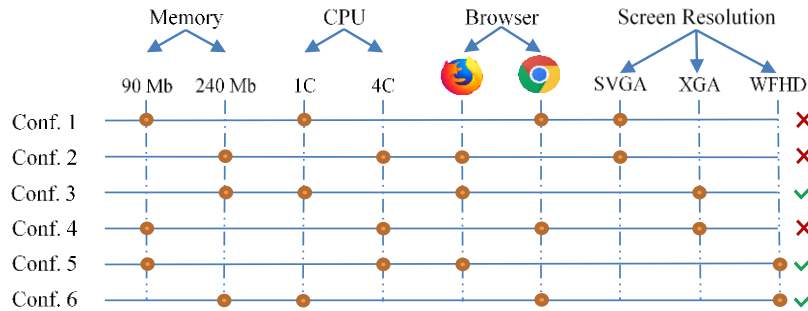 Memory CPU Browser Screen Resolution
90 Mb 240 Mb 1C 4C SVGA XGA WFHD
Conf. 1
Conf. 2
Conf. 3
Conf. 4
Conf. 5
Conf. 6